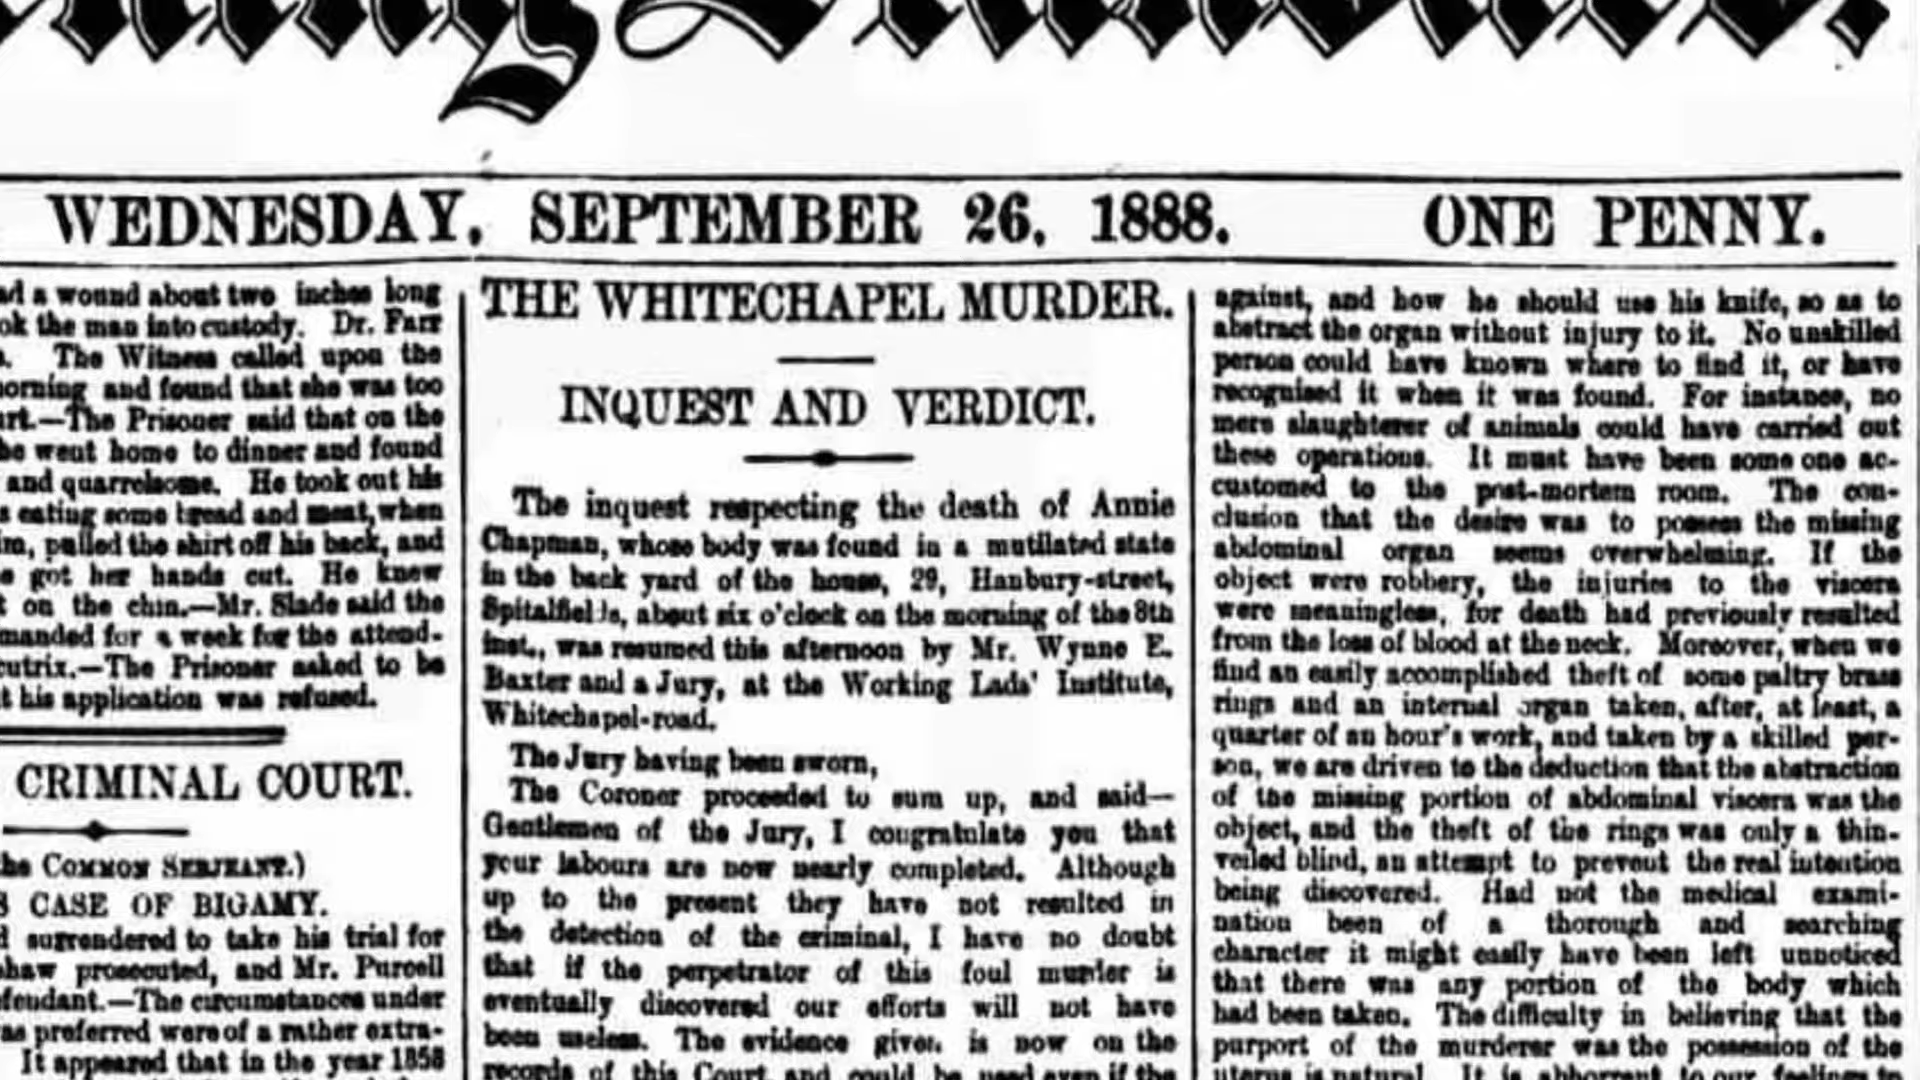 WEDNESDAY, SEPTEMBER 26, 1888. ONE PENNY.
a wound about two inches long
the man into custody. Dr. Farr
The Witness called upon the
and found that she was too
—The Prisoner said that on the
went home to dinner and found
and quarrelsome. He took out his
eating some bread and meat, when
pulled the shirt off his back, and
got her hands cut. He knew
on the chin.—Mr. Slade said the
for a week for the attend-
—The Prisoner asked to be
his application was refused.
CRIMINAL COURT.
COMMON SERJEANT.)
CASE OF BIGAMY.
surrendered to take his trial for
prosecuted, and Mr. Purcell
—The circumstances under
preferred were of a rather extra-
It appeared that in the year 1858
THE WHITECHAPEL MURDER.
INQUEST AND VERDICT.
The inquest respecting the death of Annie
Chapman, whose body was found in a mutilated state
in the back yard of the house, 29, Hanbury-street,
Spitalfields, about six o'clock on the morning of the 8th
inst., was resumed this afternoon by Mr. Wynne E.
Baxter and a Jury, at the Working Lads' Institute,
Whitechapel-road.
The Jury having been sworn,
The Coroner proceeded to sum up, and said—
Gentlemen of the Jury, I congratulate you that
your labours are now nearly completed. Although
up to the present they have not resulted in
the detection of the criminal, I have no doubt
that if the perpetrator of this foul murder is
eventually discovered our efforts will not have
been useless. The evidence given is now on the
records of this Court, and could be used even if the
against, and how he should use his knife, so as to
abstract the organ without injury to it. No unskilled
person could have known where to find it, or have
recognised it when it was found. For instance, no
mere slaughterer of animals could have carried out
these operations. It must have been some one ac-
customed to the post-mortem room. The con-
clusion that the desire was to possess the missing
abdominal organ seems overwhelming. If the
object were robbery, the injuries to the viscera
were meaningless, for death had previously resulted
from the loss of blood at the neck. Moreover, when we
find an easily accomplished theft of some paltry brass
rings and an internal organ taken, after, at least, a
quarter of an hour's work, and taken by a skilled per-
son, we are driven to the deduction that the abstraction
of the missing portion of abdominal viscera was the
object, and the theft of the rings was only a thin-
veiled blind, an attempt to prevent the real intention
being discovered. Had not the medical exami-
nation been of a thorough and searching
character it might easily have been left unnoticed
that there was any portion of the body which
had been taken. The difficulty in believing that the
purport of the murderer was the possession of the
uterus is natural. It is abhorrent to our feelings to